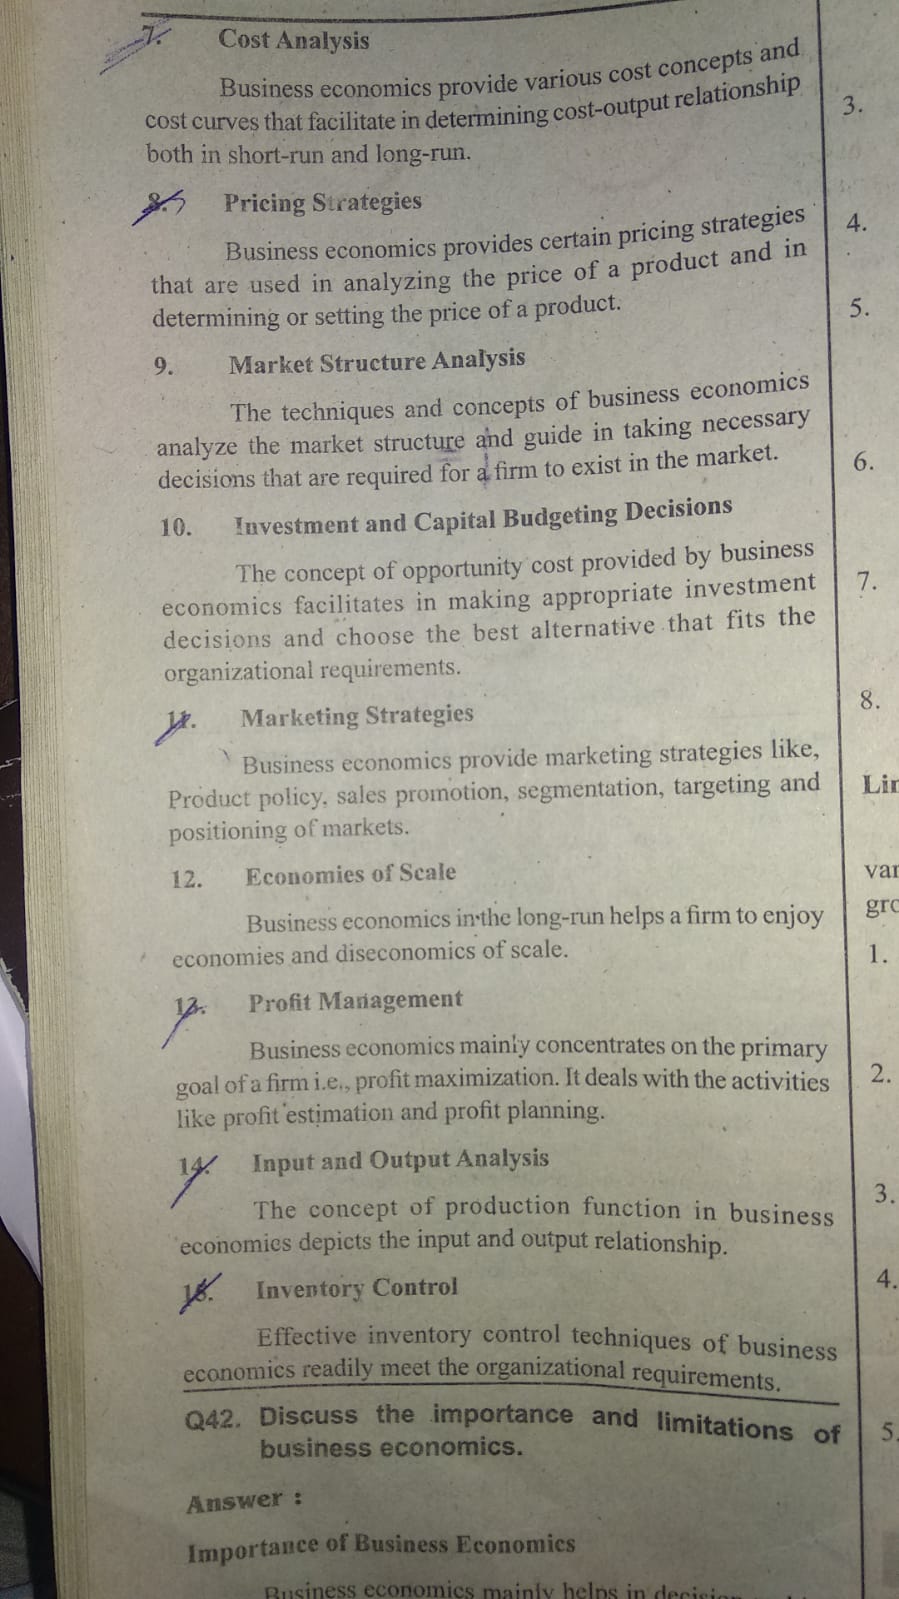 7. Cost Analysis
Business economics provide various cost concepts and
cost curves that facilitate in determining cost-output relationship
both in short-run and long-run.
8. Pricing Strategies
Business economics provides certain pricing strategies
that are used in analyzing the price of a product and in
determining or setting the price of a product.
9. Market Structure Analysis
The techniques and concepts of business economics
analyze the market structure and guide in taking necessary
decisions that are required for a firm to exist in the market.
10. Investment and Capital Budgeting Decisions
The concept of opportunity cost provided by business
economics facilitates in making appropriate investment
decisions and choose the best alternative that fits the
organizational requirements.
11. Marketing Strategies
Business economics provide marketing strategies like,
Product policy, sales promotion, segmentation, targeting and
positioning of markets.
12. Economies of Scale
Business economics in the long-run helps a firm to enjoy
economies and diseconomics of scale.
13. Profit Management
Business economics mainly concentrates on the primary
goal of a firm i.e., profit maximization. It deals with the activities
like profit estimation and profit planning.
14. Input and Output Analysis
The concept of production function in business
economics depicts the input and output relationship.
15. Inventory Control
Effective inventory control techniques of business
economics readily meet the organizational requirements.
Q42. Discuss the importance and limitations of
business economics.
Answer :
Importance of Business Economics
Business economics mainly helps in
3.
4.
5.
6.
7.
8.
Lin
var
gro
1.
2.
3.
4.
5.